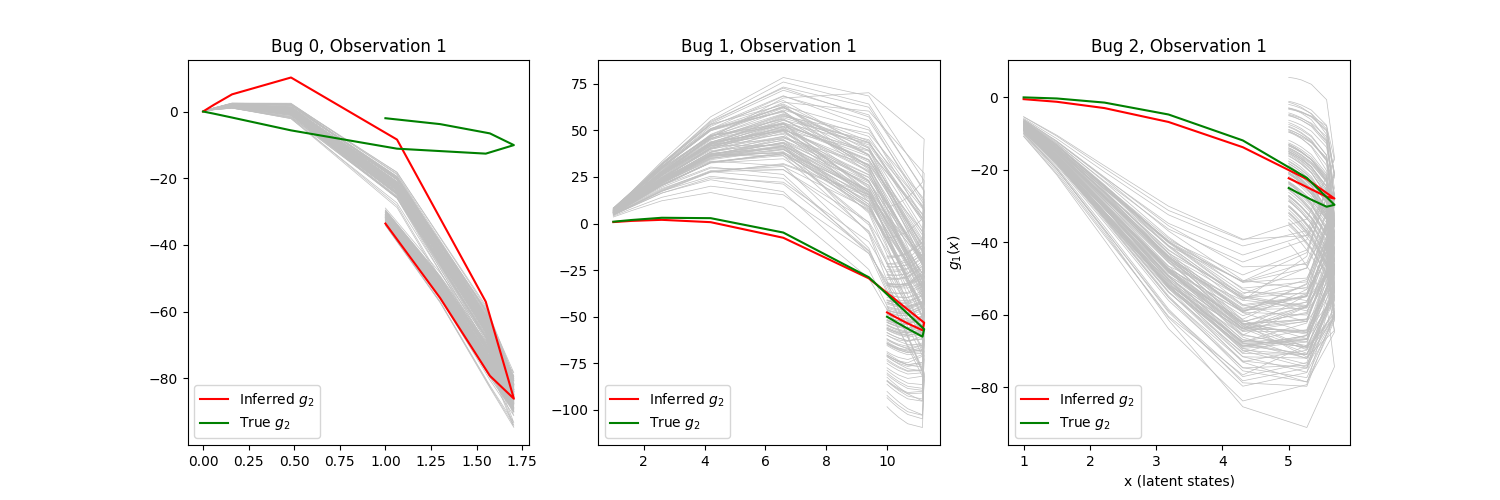 Bug 0, Observation 1
0
−20
−40
−60
−80
0.00 0.25 0.50 0.75 1.00 1.25 1.50 1.75
Inferred g₂
True g₂
Bug 1, Observation 1
75
50
25
0
−25
−50
−75
−100
2 4 6 8 10
Inferred g₂
True g₂
Bug 2, Observation 1
g₁(x)
0
−20
−40
−60
−80
1 2 3 4 5
x (latent states)
Inferred g₂
True g₂